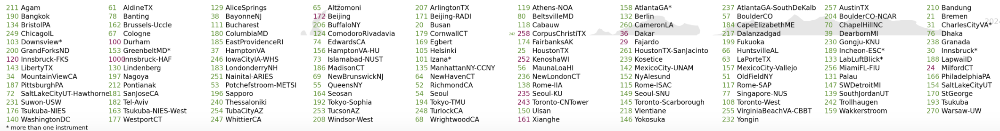 211 Agam 61 AldineTX 129 AliceSprings 65 Altzomoni 207 ArlingtonTX 119 Athens-NOA 158 AtlantaGA* 237 AtlantaGA-SouthDeKalb 257 AustinTX 210 Bandung
190 Bangkok 78 Banting 38 BayonneNJ 172 Beijing 171 Beijing-RADI 80 BeltsvilleMD 132 Berlin 57 BoulderCO 204 BoulderCO-NCAR 21 Bremen
134 BristolPA 162 Brussels-Uccle 111 Bucharest 206 BuffaloNY 20 Busan 118 Cabauw 260 CameronLA 184 CapeElizabethME 70 ChapelHillNC 31 CharlesCityVA* 2024
249 ChicagoIL 67 Cologne 180 ColumbiaMD 124 ComodoroRivadavia 179 CornwallCT 242 258 CorpusChristiTX 36 Dakar 217 Dalanzadgad 39 DearbornMI 76 Dhaka
103 Downsview* 100 Durham 185 EastProvidenceRI 74 EdwardsCA 169 Egbert 174 FairbanksAK 29 Fajardo 199 Fukuoka 230 Gongju-KNU 238 Granada
200 GrandForksND 153 GreenbeltMD* 37 HamptonVA 156 HamptonVA-HU 105 Helsinki 25 HoustonTX 261 HoustonTX-SanJacinto 66 HuntsvilleAL 189 Incheon-ESC* 30 Innsbruck*
120 Innsbruck-FKS 1000 Innsbruck-HAF 246 IowaCityIA-WHS 73 Islamabad-NUST 101 Izana* 252 KenoshaWI 239 Kosetice 63 LaPorteTX 133 LabLuftBlick* 188 LapwaiID
143 LibertyTX 130 Lindenberg 183 LondonderryNH 186 MadisonCT 135 ManhattanNY-CCNY 56 MaunaLoaHI 142 MexicoCity-UNAM 157 MexicoCity-Vallejo 256 MiamiFL-FIU 24 MilfordCT
34 MountainViewCA 197 Nagoya 251 Nainital-ARIES 69 NewBrunswickNJ 64 NewHavenCT 236 NewLondonCT 152 NyAlesund 51 OldFieldNY 131 Palau 166 PhiladelphiaPA
187 PittsburghPA 212 Pontianak 53 Potchefstroom-METSI 55 QueensNY 52 RichmondCA 138 Rome-IIA 115 Rome-ISAC 117 Rome-SAP 147 SWDetroitMI 154 SaltLakeCityUT
72 SaltLakeCityUT-Hawthorne 181 SanJoseCA 196 Sapporo 164 Seosan 54 Seoul 235 Seoul-KU 149 Seoul-SNU 77 Singapore-NUS 139 SouthJordanUT 170 StGeorge
231 Suwon-USW 182 Tel-Aviv 240 Thessaloniki 192 Tokyo-Sophia 194 Tokyo-TMU 243 Toronto-CNTower 145 Toronto-Scarborough 108 Toronto-West 242 Trollhaugen 193 Tsukuba
176 Tsukuba-NIES 163 Tsukuba-NIES-West 254 TubaCityAZ 253 TucsonAZ 248 TurlockCA 150 Ulsan 218 Vientiane 255 VirginiaBeachVA-CBBT 159 Wakkerstroom 270 Warsaw-UW
140 WashingtonDC 177 WestportCT 247 WhittierCA 208 Windsor-West 68 WrightwoodCA 161 Xianghe 146 Yokosuka 232 Yongin
* more than one instrument